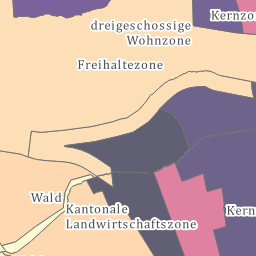 Kernzo
dreigeschossige
Wohnzone
Freihaltezone
Wald
Kantonale
Landwirtschaftszone
Kern